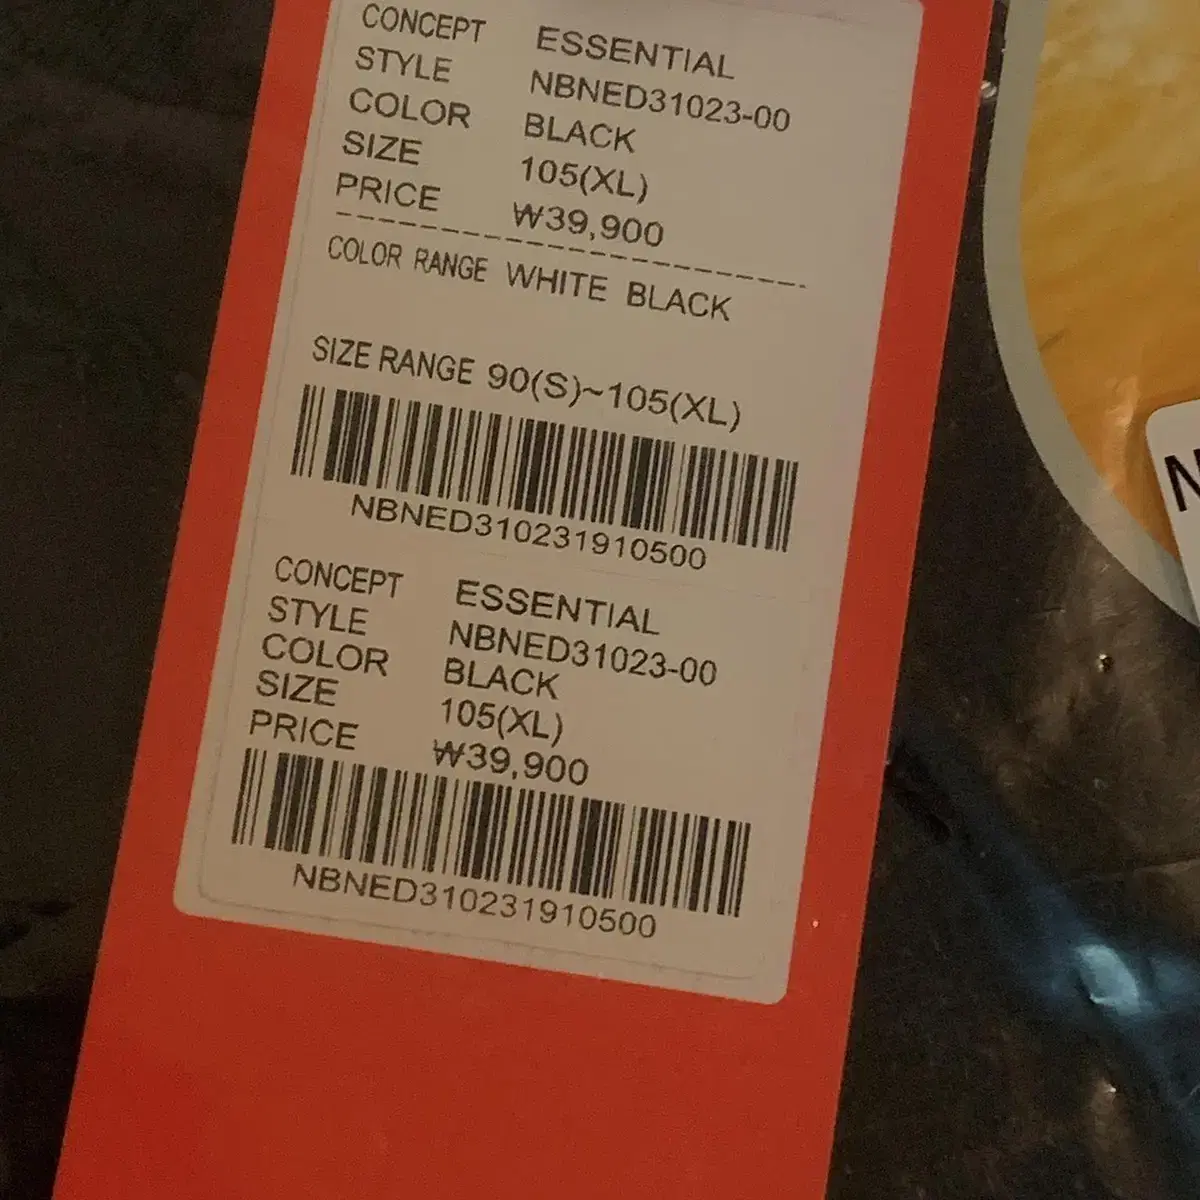 CONCEPT ESSENTIAL
STYLE NBNED31023-00
COLOR BLACK
SIZE 105(XL)
PRICE ₩39,900
COLOR RANGE WHITE BLACK
SIZE RANGE 90(S)~105(XL)
NBNED310231910500
CONCEPT ESSENTIAL
STYLE NBNED31023-00
COLOR BLACK
SIZE 105(XL)
PRICE ₩39,900
NBNED310231910500